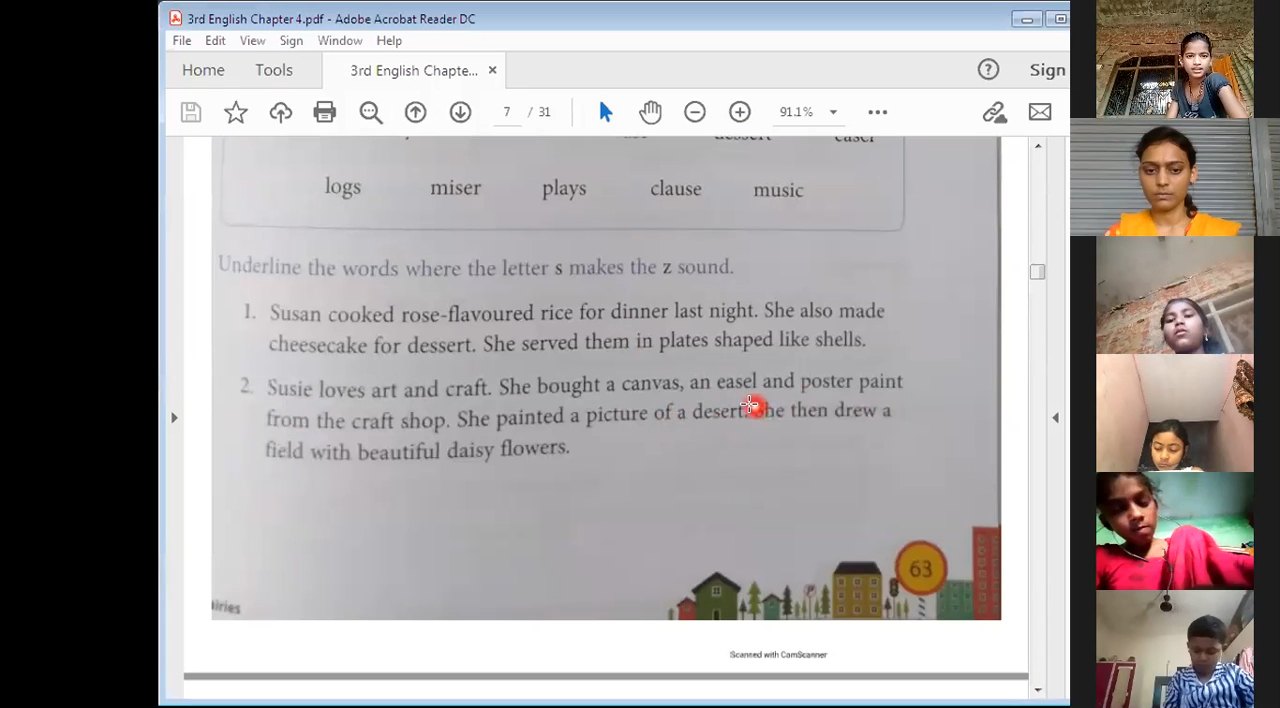 3rd English Chapter 4.pdf - Adobe Acrobat Reader DC
File Edit View Sign Window Help
Home Tools 3rd English Chapte... × ? Sign
7 / 31 91.1%
dessert easel
logs miser plays clause music
Underline the words where the letter s makes the z sound.
1. Susan cooked rose-flavoured rice for dinner last night. She also made
cheesecake for dessert. She served them in plates shaped like shells.
2. Susie loves art and craft. She bought a canvas, an easel and poster paint
from the craft shop. She painted a picture of a desert. She then drew a
field with beautiful daisy flowers.
63
Scanned with CamScanner